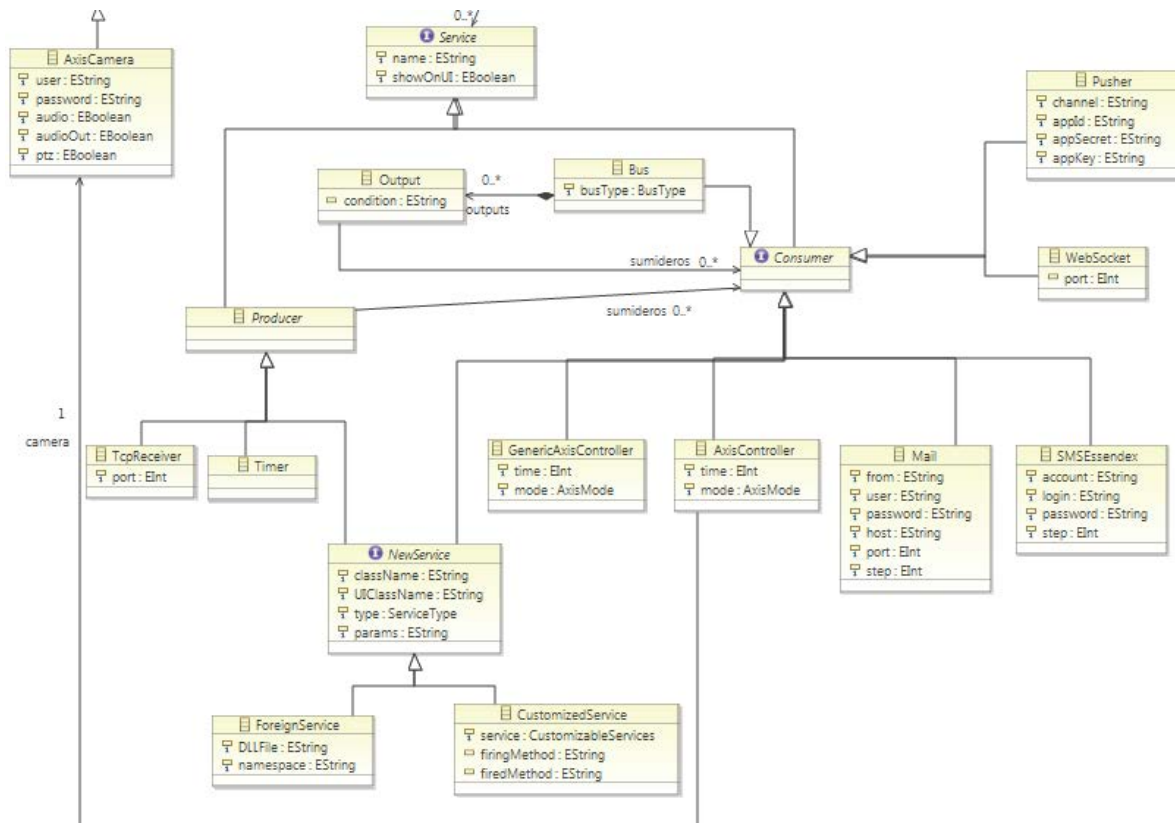 0..*
AxisCamera
user : EString
password : EString
audio : EBoolean
audioOut : EBoolean
ptz : EBoolean
Service
name : EString
showOnUI : EBoolean
Pusher
channel : EString
appId : EString
appSecret : EString
appKey : EString
Output
condition : EString
0..*
outputs
Bus
busType : BusType
Consumer
WebSocket
port : EInt
sumideros 0..*
Producer
sumideros 0..*
1
camera
TcpReceiver
port : EInt
Timer
GenericAxisController
time : EInt
mode : AxisMode
AxisController
time : EInt
mode : AxisMode
Mail
from : EString
user : EString
password : EString
host : EString
port : EInt
step : EInt
SMSEssendex
account : EString
login : EString
password : EString
step : EInt
NewService
className : EString
UIClassName : EString
type : ServiceType
params : EString
ForeignService
DLLFile : EString
namespace : EString
CustomizedService
service : CustomizableServices
firingMethod : EString
firedMethod : EString